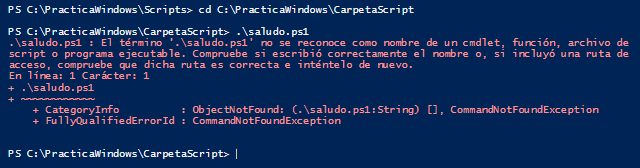 PS C:\PracticaWindows\Scripts> cd C:\PracticaWindows\CarpetaScript
PS C:\PracticaWindows\CarpetaScript> .\saludo.ps1
.\saludo.ps1 : El término '.\saludo.ps1' no se reconoce como nombre de un cmdlet, función, archivo de
script o programa ejecutable. Compruebe si escribió correctamente el nombre o, si incluyó una ruta de
acceso, compruebe que dicha ruta es correcta e inténtelo de nuevo.
En línea: 1 Carácter: 1
+ .\saludo.ps1
+ ~~~~~~~~~~~~
    + CategoryInfo          : ObjectNotFound: (.\saludo.ps1:String) [], CommandNotFoundException
    + FullyQualifiedErrorId : CommandNotFoundException
PS C:\PracticaWindows\CarpetaScript>